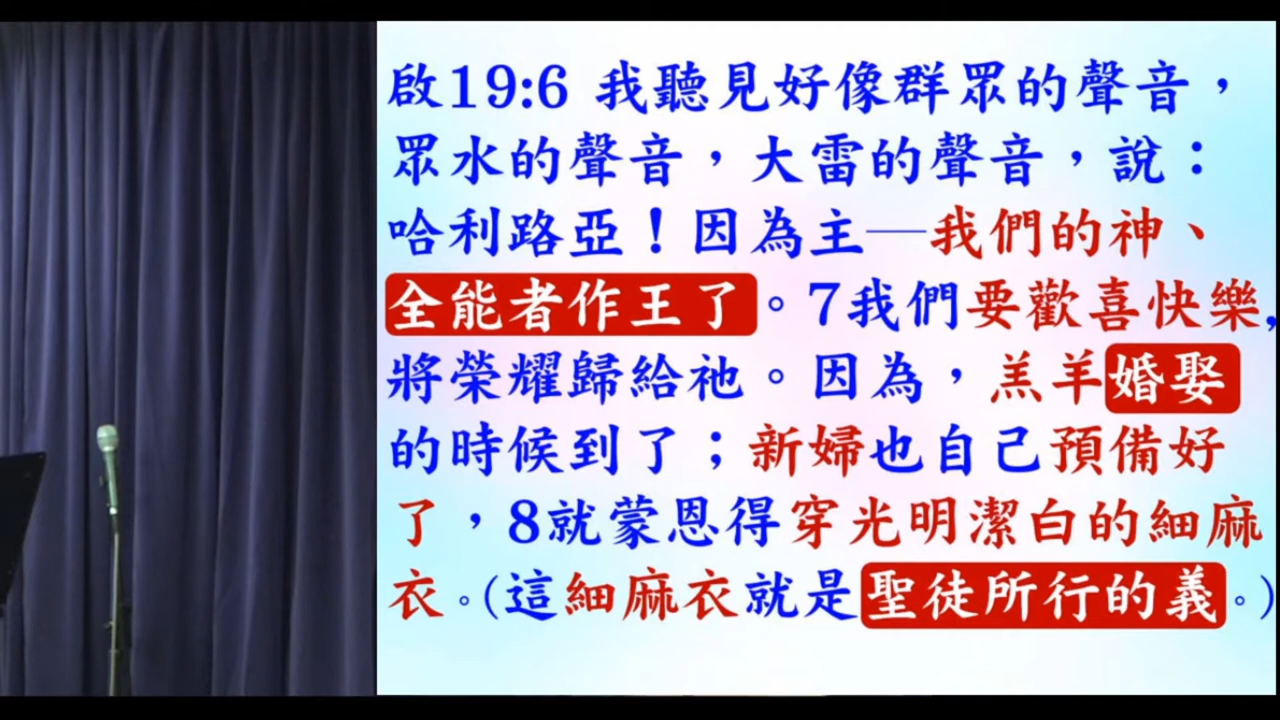 啟19:6 我聽見好像群眾的聲音，
眾水的聲音，大雷的聲音，說：
哈利路亞！因為主─我們的神、
全能者作王了。7我們要歡喜快樂,
將榮耀歸給祂。因為，羔羊婚娶
的時候到了；新婦也自己預備好
了，8就蒙恩得穿光明潔白的細麻
衣。(這細麻衣就是聖徒所行的義。)